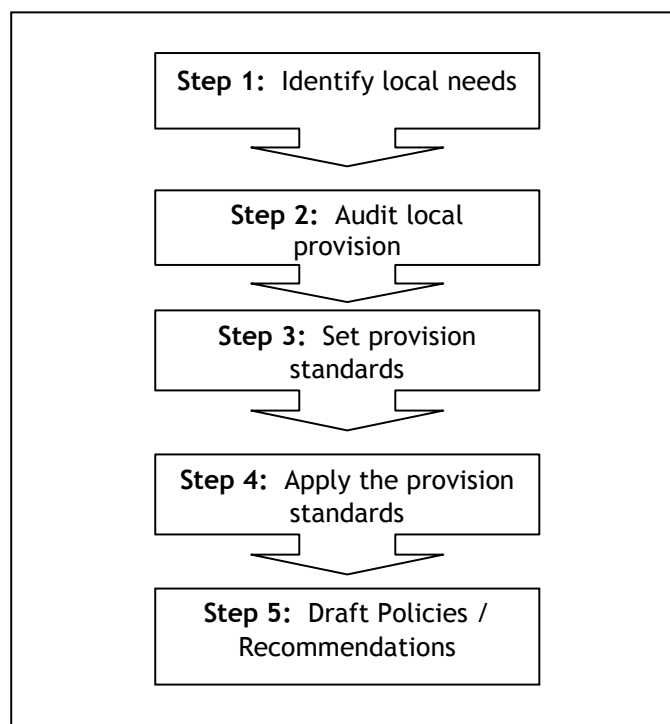 Step 1: Identify local needs
Step 2: Audit local
provision
Step 3: Set provision
standards
Step 4: Apply the provision
standards
Step 5: Draft Policies /
Recommendations